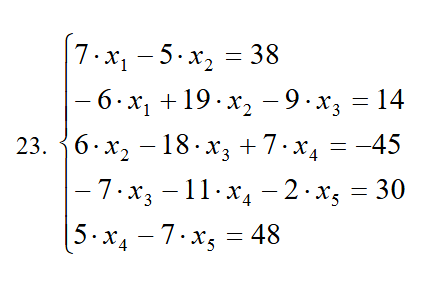 7·x₁ − 5·x₂ = 38
− 6·x₁ + 19·x₂ − 9·x₃ = 14
23. 6·x₂ − 18·x₃ + 7·x₄ = −45
− 7·x₃ − 11·x₄ − 2·x₅ = 30
5·x₄ − 7·x₅ = 48